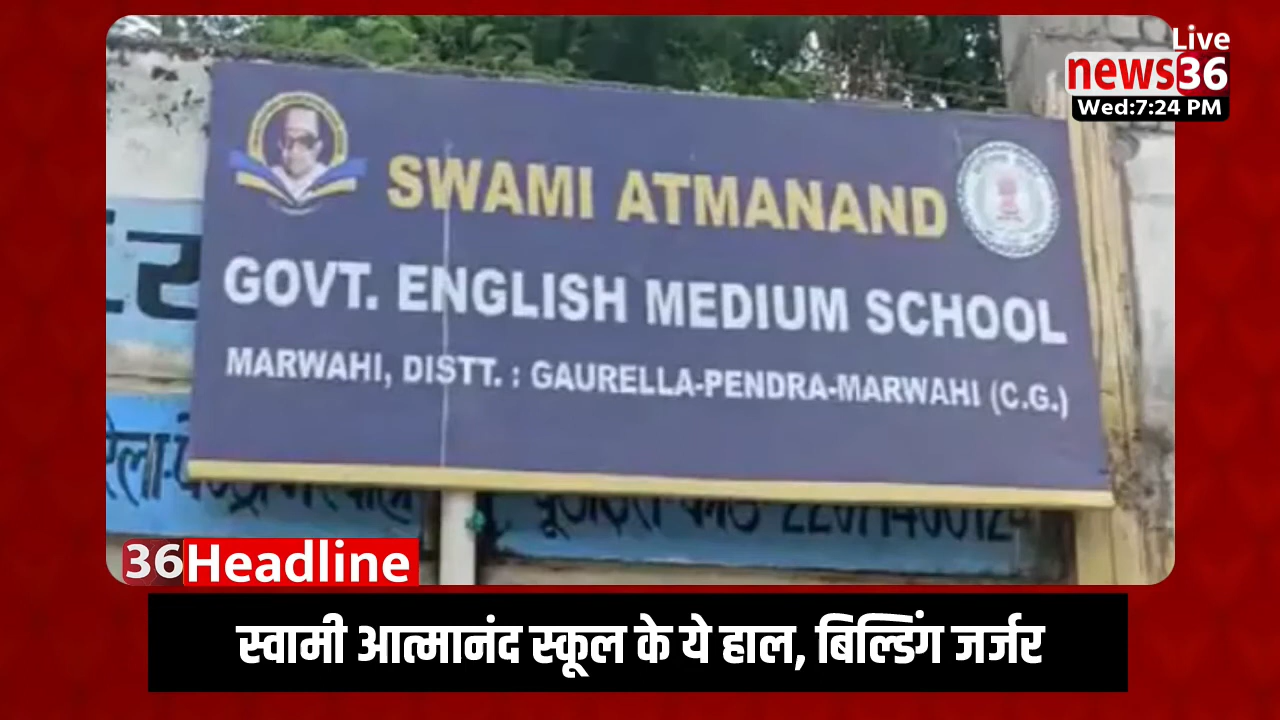 Live
news36
Wed:7:24 PM
SWAMI ATMANAND
GOVT. ENGLISH MEDIUM SCHOOL
MARWAHI, DISTT. : GAURELLA-PENDRA-MARWAHI (C.G.)
36Headline
स्वामी आत्मानंद स्कूल के ये हाल, बिल्डिंग जर्जर